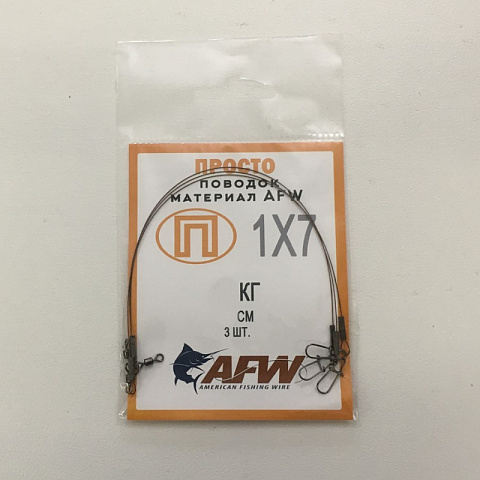 ПРОСТО
ПОВОДОК
МАТЕРИАЛ AFW
П 1X7
КГ
СМ
3 ШТ.
AFW
AMERICAN FISHING WIRE